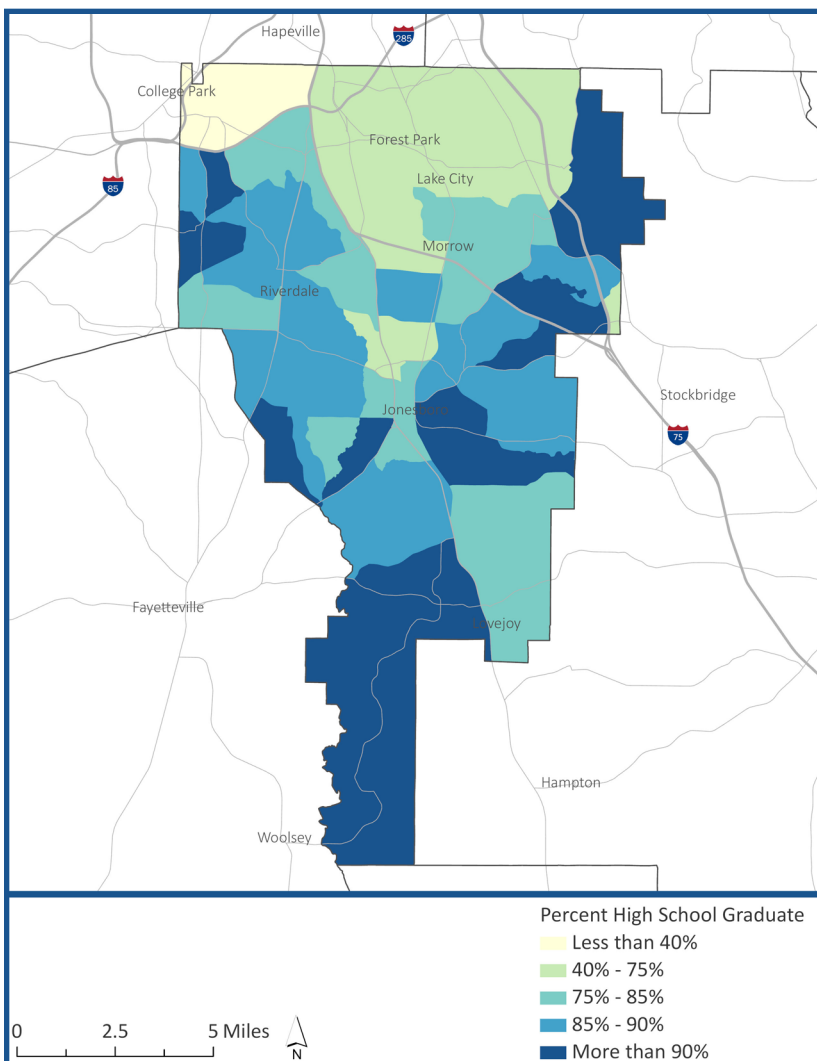 Hapeville
285
College Park
Forest Park
85
Lake City
Morrow
Riverdale
Stockbridge
Jonesboro
75
Fayetteville
Lovejoy
Hampton
Woolsey
Percent High School Graduate
Less than 40%
40% - 75%
75% - 85%
85% - 90%
More than 90%
0 2.5 5 Miles
N